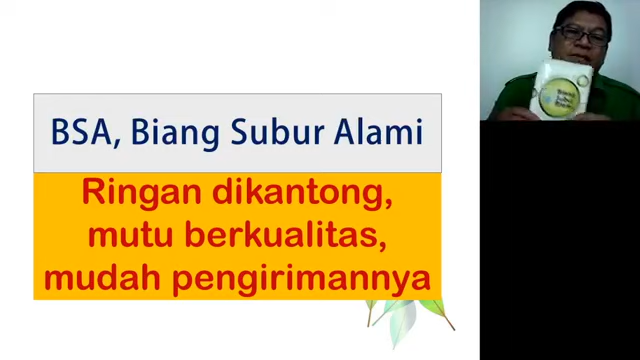 BSA, Biang Subur Alami
Ringan dikantong,
mutu berkualitas,
mudah pengirimannya